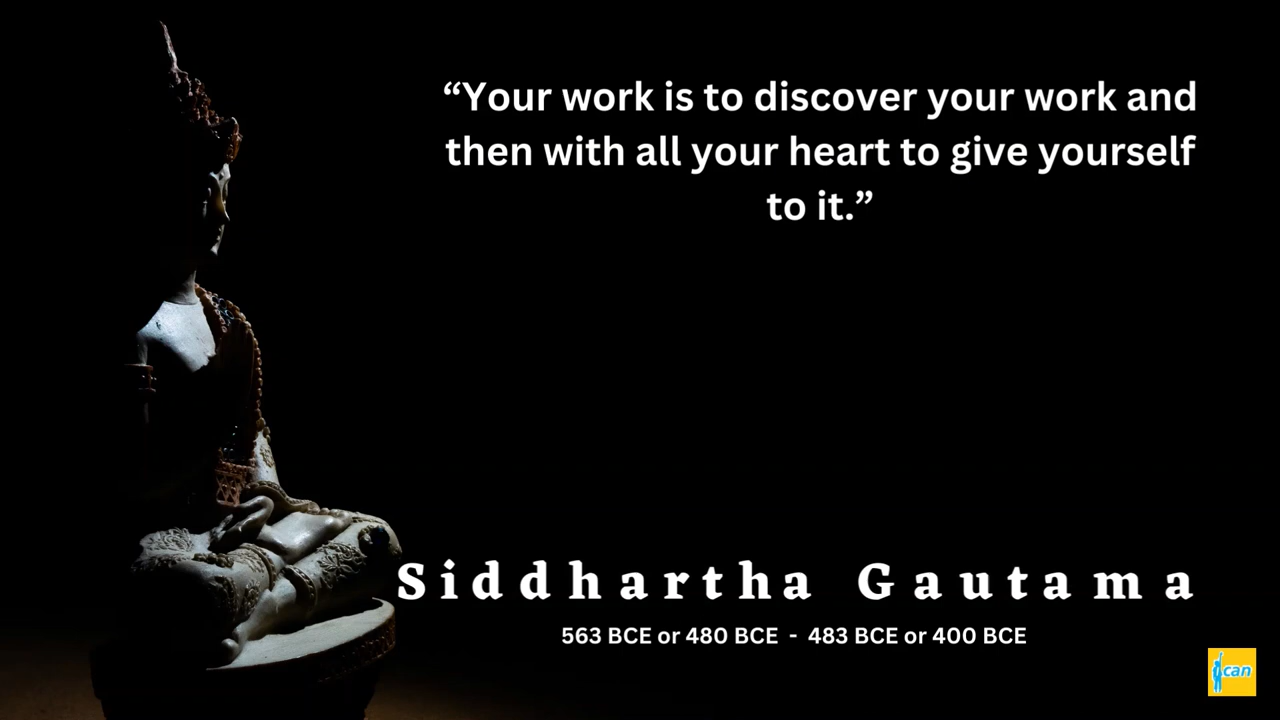 “Your work is to discover your work and
then with all your heart to give yourself
to it.”
Siddhartha Gautama
563 BCE or 480 BCE - 483 BCE or 400 BCE
can